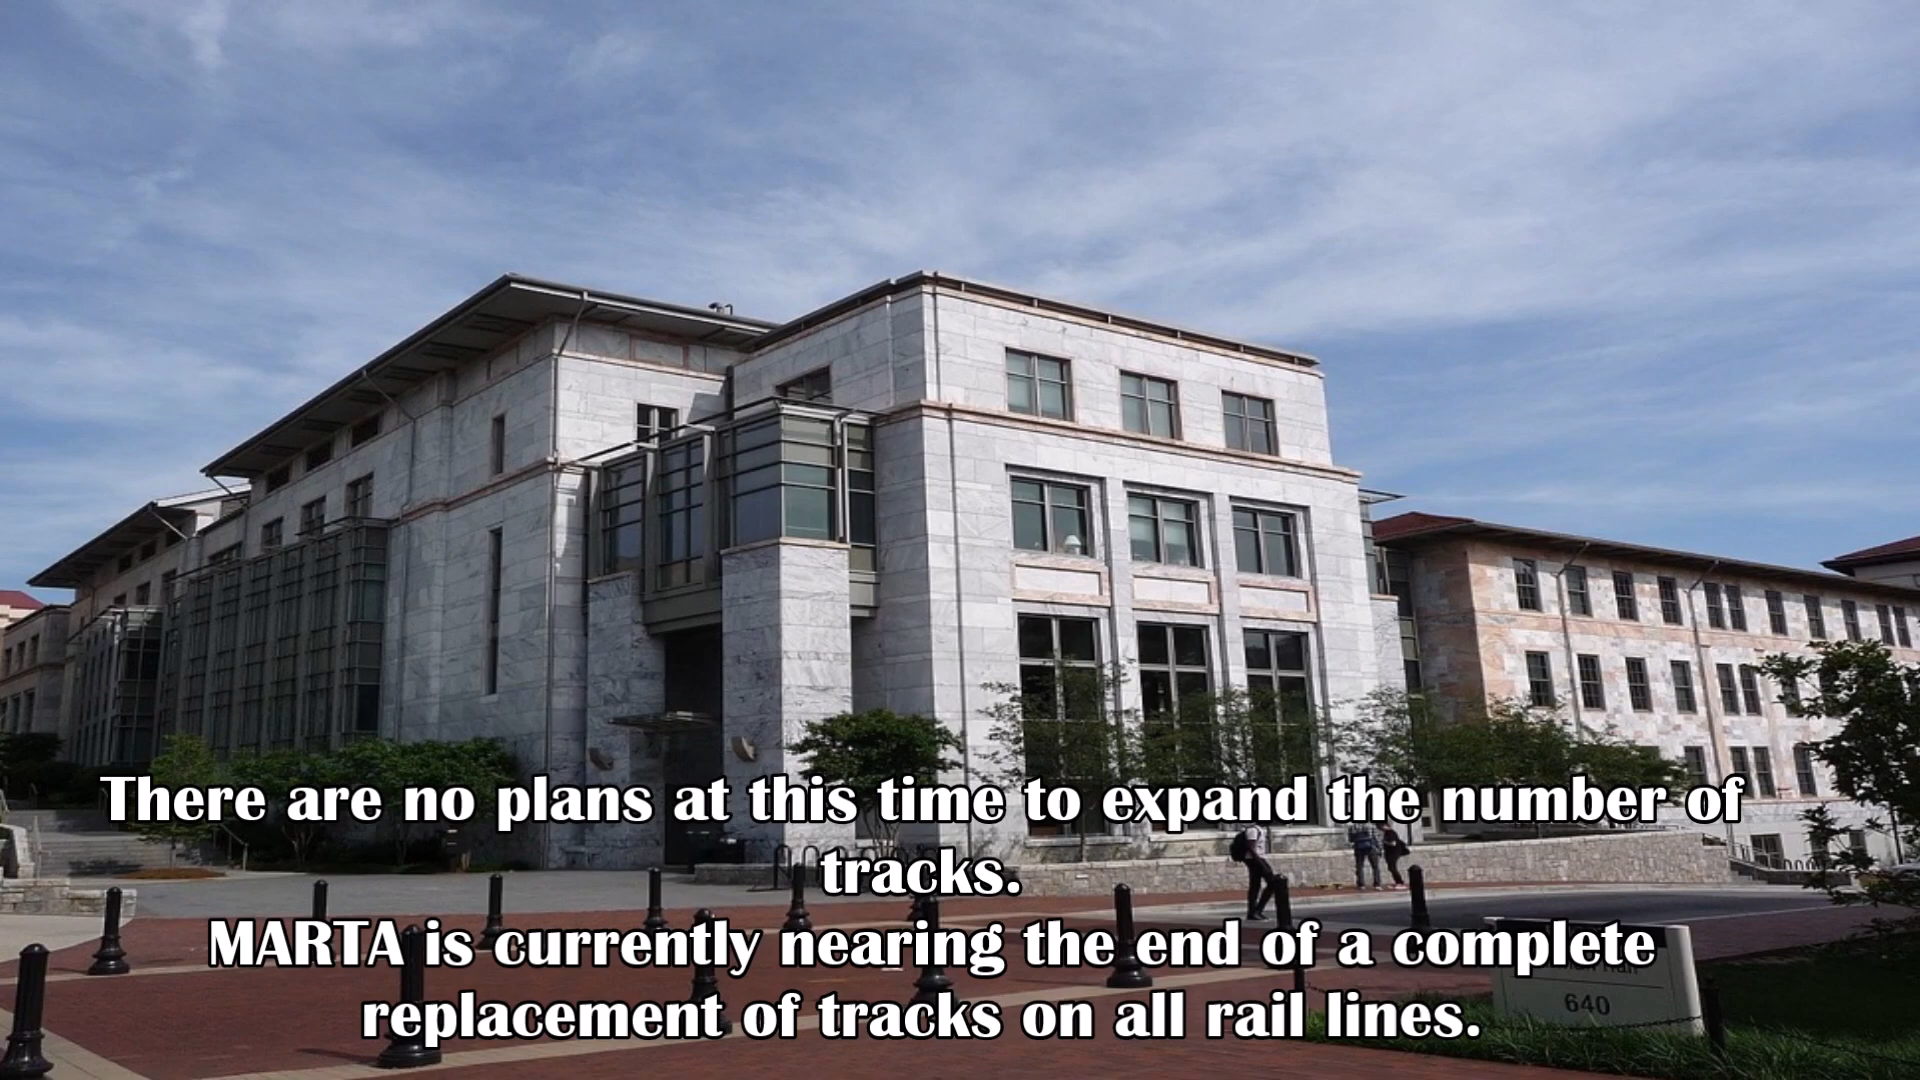 There are no plans at this time to expand the number of
tracks.
MARTA is currently nearing the end of a complete
replacement of tracks on all rail lines.
640